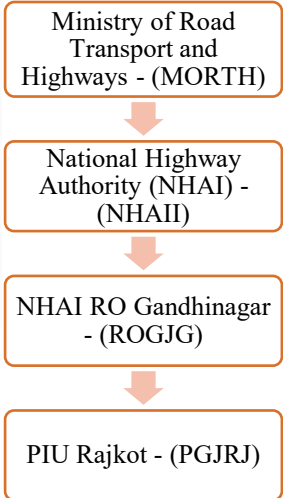 Ministry of Road
Transport and
Highways - (MORTH)
National Highway
Authority (NHAI) -
(NHAII)
NHAI RO Gandhinagar
- (ROGJG)
PIU Rajkot - (PGJRJ)